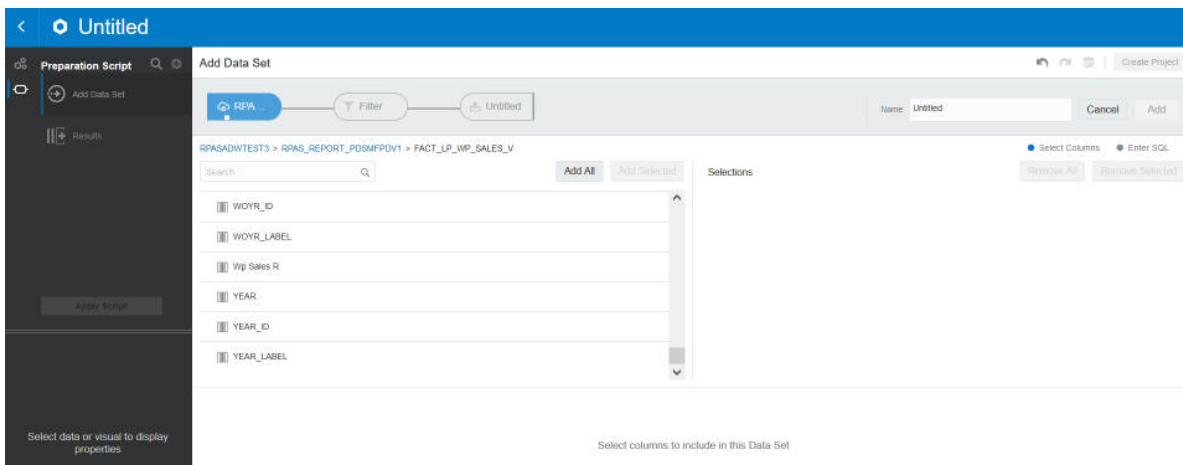 Untitled
Preparation Script
Add Data Set
Results
Apply Script
Select data or visual to display
properties
Add Data Set
Create Project
RPA...
Filter
Untitled
Name Untitled
Cancel
Add
RPASADWTEST3 > RPAS_REPORT_PDSMFPDV1 > FACT_LP_WP_SALES_V
Select Columns
Enter SQL
Search
Add All
Add Selected
Selections
Remove All
Remove Selected
WOYR_ID
WOYR_LABEL
Wp Sales R
YEAR
YEAR_ID
YEAR_LABEL
Select columns to include in this Data Set